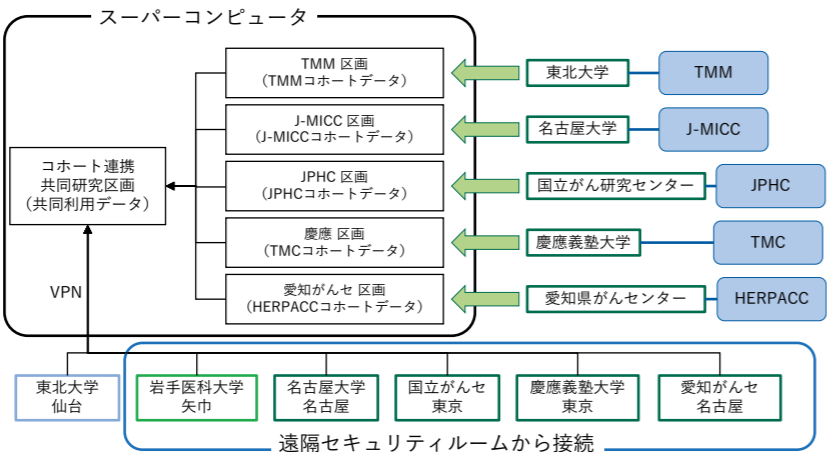 スーパーコンピュータ
TMM 区画
（TMMコホートデータ）
東北大学
TMM
J-MICC 区画
（J-MICCコホートデータ）
名古屋大学
J-MICC
コホート連携
共同研究区画
（共同利用データ）
JPHC 区画
（JPHCコホートデータ）
国立がん研究センター
JPHC
慶應 区画
（TMCコホートデータ）
慶應義塾大学
TMC
愛知がんセ 区画
（HERPACCコホートデータ）
愛知県がんセンター
HERPACC
VPN
東北大学
仙台
岩手医科大学
矢巾
名古屋大学
名古屋
国立がんセ
東京
慶應義塾大学
東京
愛知がんセ
名古屋
遠隔セキュリティルームから接続